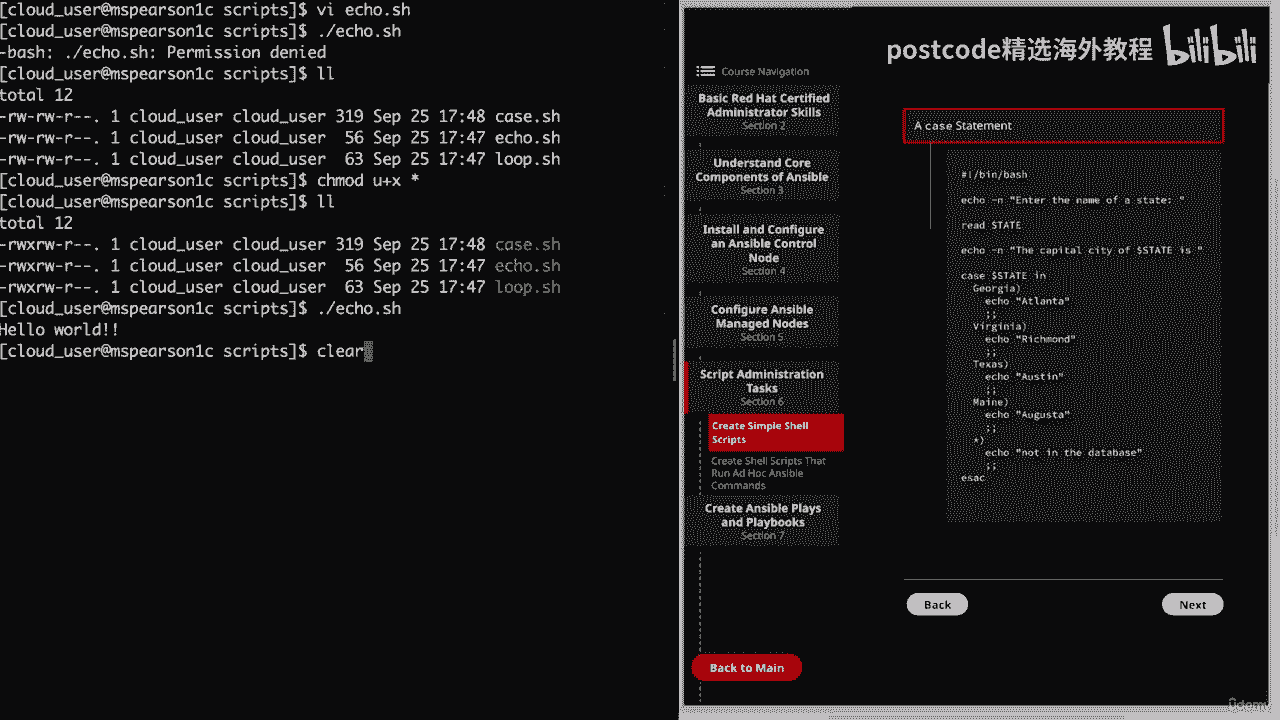 [cloud_user@mspearson1c scripts]$ vi echo.sh
[cloud_user@mspearson1c scripts]$ ./echo.sh
-bash: ./echo.sh: Permission denied
[cloud_user@mspearson1c scripts]$ ll
total 12
-rw-rw-r--. 1 cloud_user cloud_user 319 Sep 25 17:48 case.sh
-rw-rw-r--. 1 cloud_user cloud_user  56 Sep 25 17:47 echo.sh
-rw-rw-r--. 1 cloud_user cloud_user  63 Sep 25 17:47 loop.sh
[cloud_user@mspearson1c scripts]$ chmod u+x *
[cloud_user@mspearson1c scripts]$ ll
total 12
-rwxrw-r--. 1 cloud_user cloud_user 319 Sep 25 17:48 case.sh
-rwxrw-r--. 1 cloud_user cloud_user  56 Sep 25 17:47 echo.sh
-rwxrw-r--. 1 cloud_user cloud_user  63 Sep 25 17:47 loop.sh
[cloud_user@mspearson1c scripts]$ ./echo.sh
Hello world!!
[cloud_user@mspearson1c scripts]$ clear
postcode精选海外教程 bilibili
Course Navigation
Basic Red Hat Certified
Administrator Skills
Section 2
Understand Core
Components of Ansible
Section 3
Install and Configure
an Ansible Control
Node
Section 4
Configure Ansible
Managed Nodes
Section 5
Script Administration
Tasks
Section 6
Create Simple Shell
Scripts
Create Shell Scripts That
Run Ad Hoc Ansible
Commands
Create Ansible Plays
and Playbooks
Section 7
Back to Main
A case Statement
#!/bin/bash
echo -n "Enter the name of a state: "
read STATE
echo -n "The capital city of $STATE is "
case $STATE in
  Georgia)
    echo "Atlanta"
    ;;
  Virginia)
    echo "Richmond"
    ;;
  Texas)
    echo "Austin"
    ;;
  Maine)
    echo "Augusta"
    ;;
  *)
    echo "not in the database"
    ;;
esac
Back
Next
ûdemy